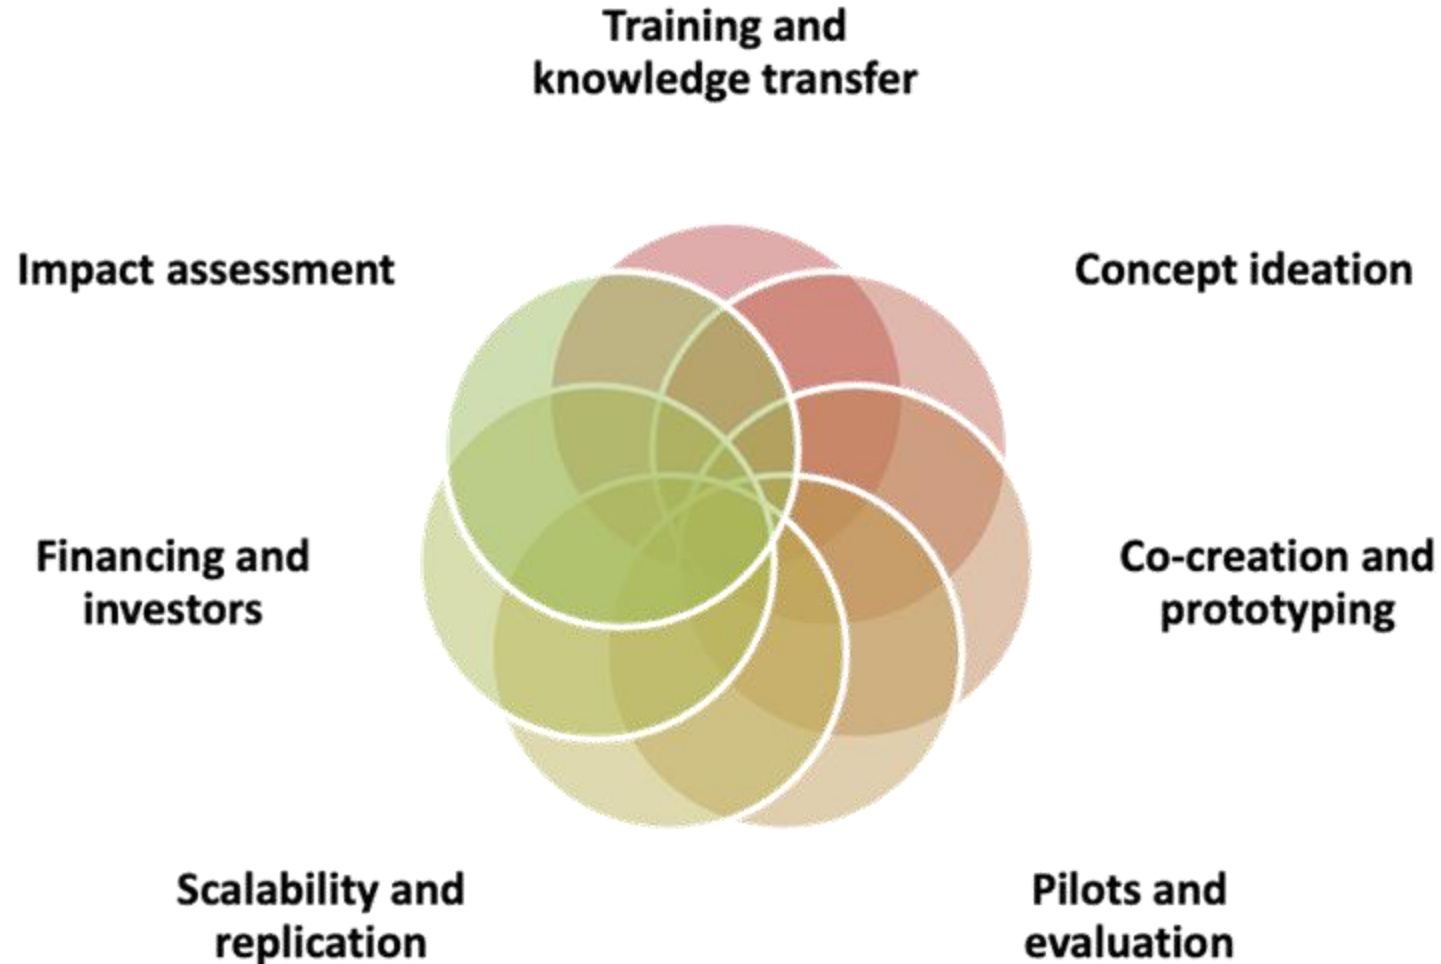 Training and
knowledge transfer
Impact assessment
Concept ideation
Financing and
investors
Co-creation and
prototyping
Scalability and
replication
Pilots and
evaluation